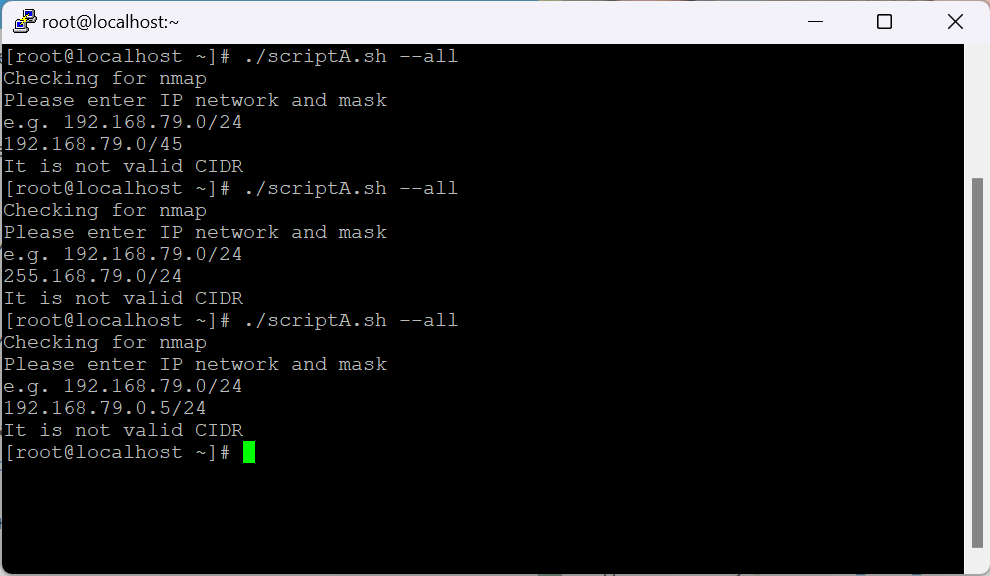 root@localhost:~
[root@localhost ~]# ./scriptA.sh --all
Checking for nmap
Please enter IP network and mask
e.g. 192.168.79.0/24
192.168.79.0/45
It is not valid CIDR
[root@localhost ~]# ./scriptA.sh --all
Checking for nmap
Please enter IP network and mask
e.g. 192.168.79.0/24
255.168.79.0/24
It is not valid CIDR
[root@localhost ~]# ./scriptA.sh --all
Checking for nmap
Please enter IP network and mask
e.g. 192.168.79.0/24
192.168.79.0.5/24
It is not valid CIDR
[root@localhost ~]#